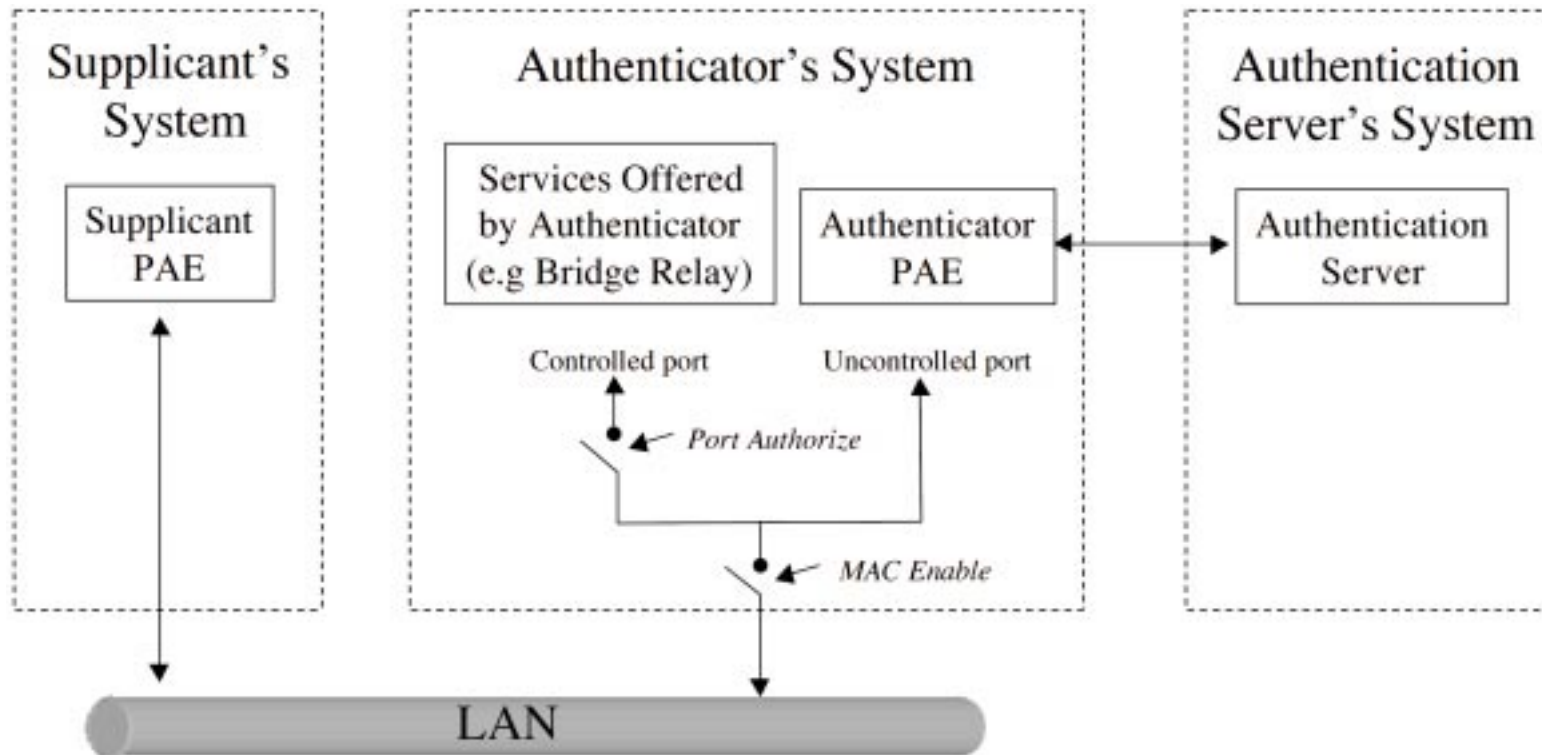 Supplicant's
System
Supplicant
PAE
Authenticator's System
Services Offered
by Authenticator
(e.g Bridge Relay)
Authenticator
PAE
Controlled port
Uncontrolled port
Port Authorize
MAC Enable
Authentication
Server's System
Authentication
Server
LAN